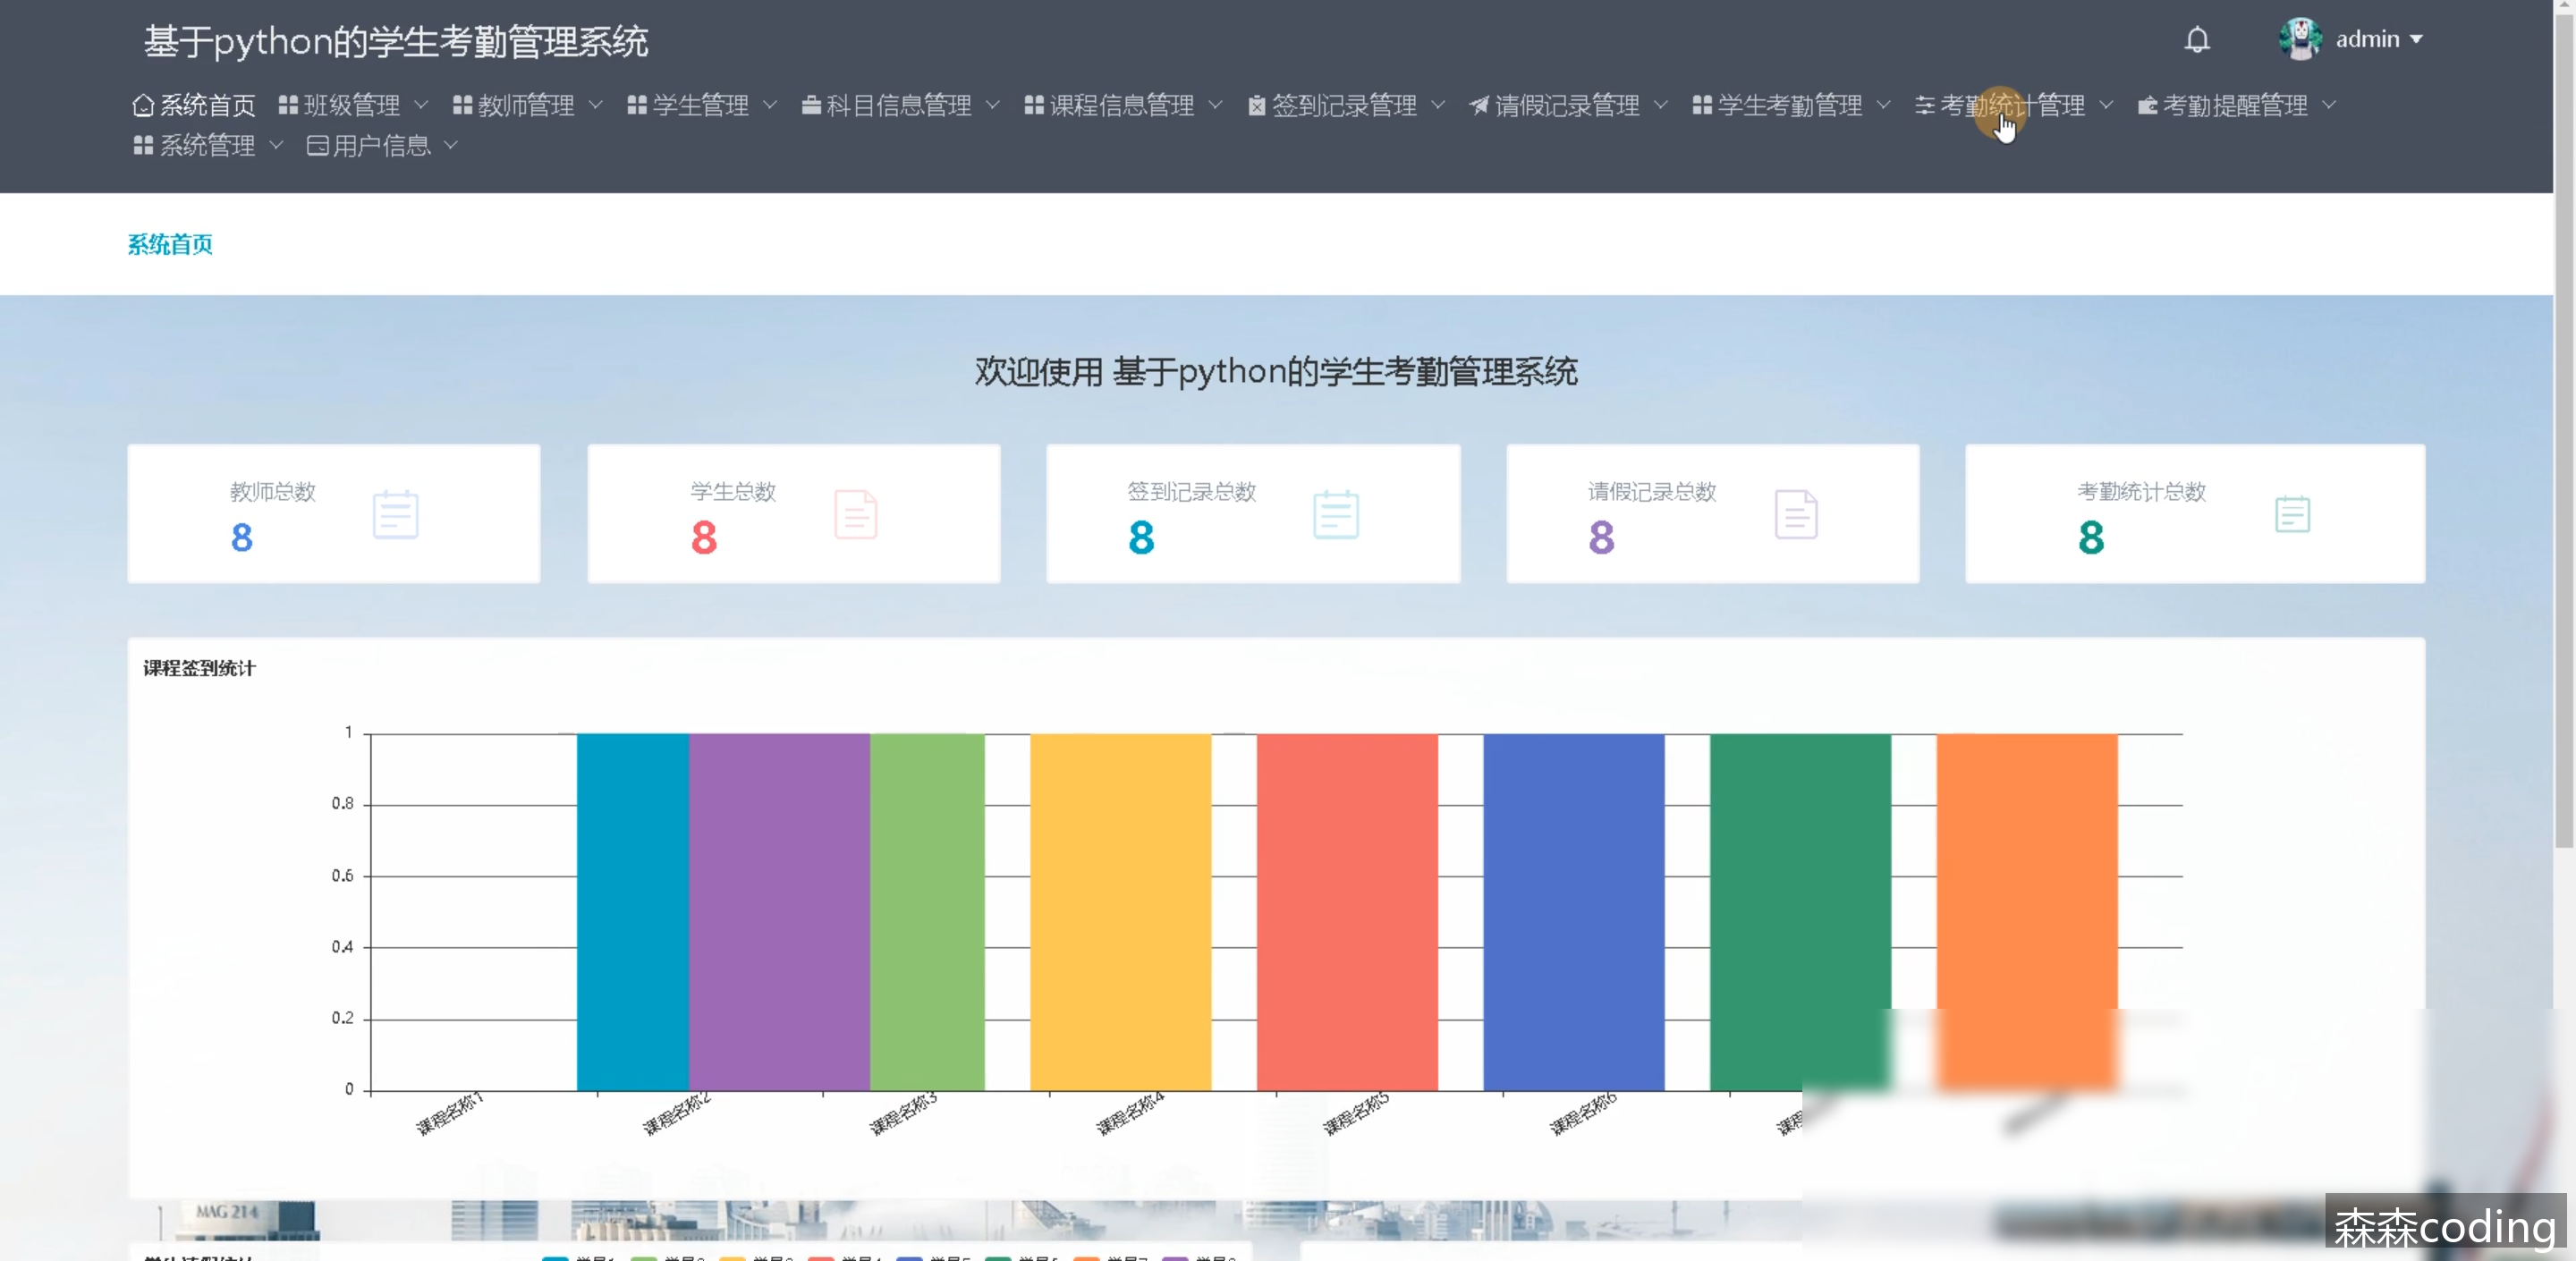 基于python的学生考勤管理系统
admin
系统首页 班级管理 教师管理 学生管理 科目信息管理 课程信息管理 签到记录管理 请假记录管理 学生考勤管理 考勤统计管理 考勤提醒管理
系统管理 用户信息
系统首页
欢迎使用 基于python的学生考勤管理系统
教师总数
8
学生总数
8
签到记录总数
8
请假记录总数
8
考勤统计总数
8
课程签到统计
1
0.8
0.6
0.4
0.2
0
课程名称1 课程名称2 课程名称3 课程名称4 课程名称5 课程名称6 课程
MAG 214
森森coding